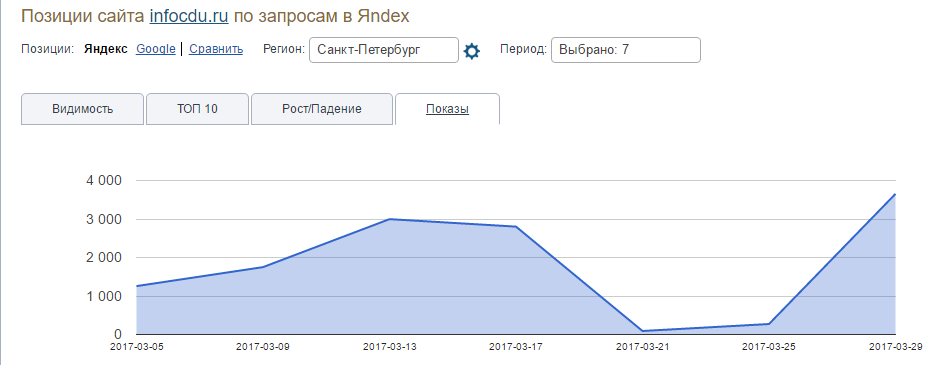 Позиции сайта infocdu.ru по запросам в Яndex
Позиции: Яндекс Google | Сравнить Регион: Санкт-Петербург Период: Выбрано: 7
Видимость ТОП 10 Рост/Падение Показы
4 000
3 000
2 000
1 000
0
2017-03-05 2017-03-09 2017-03-13 2017-03-17 2017-03-21 2017-03-25 2017-03-29